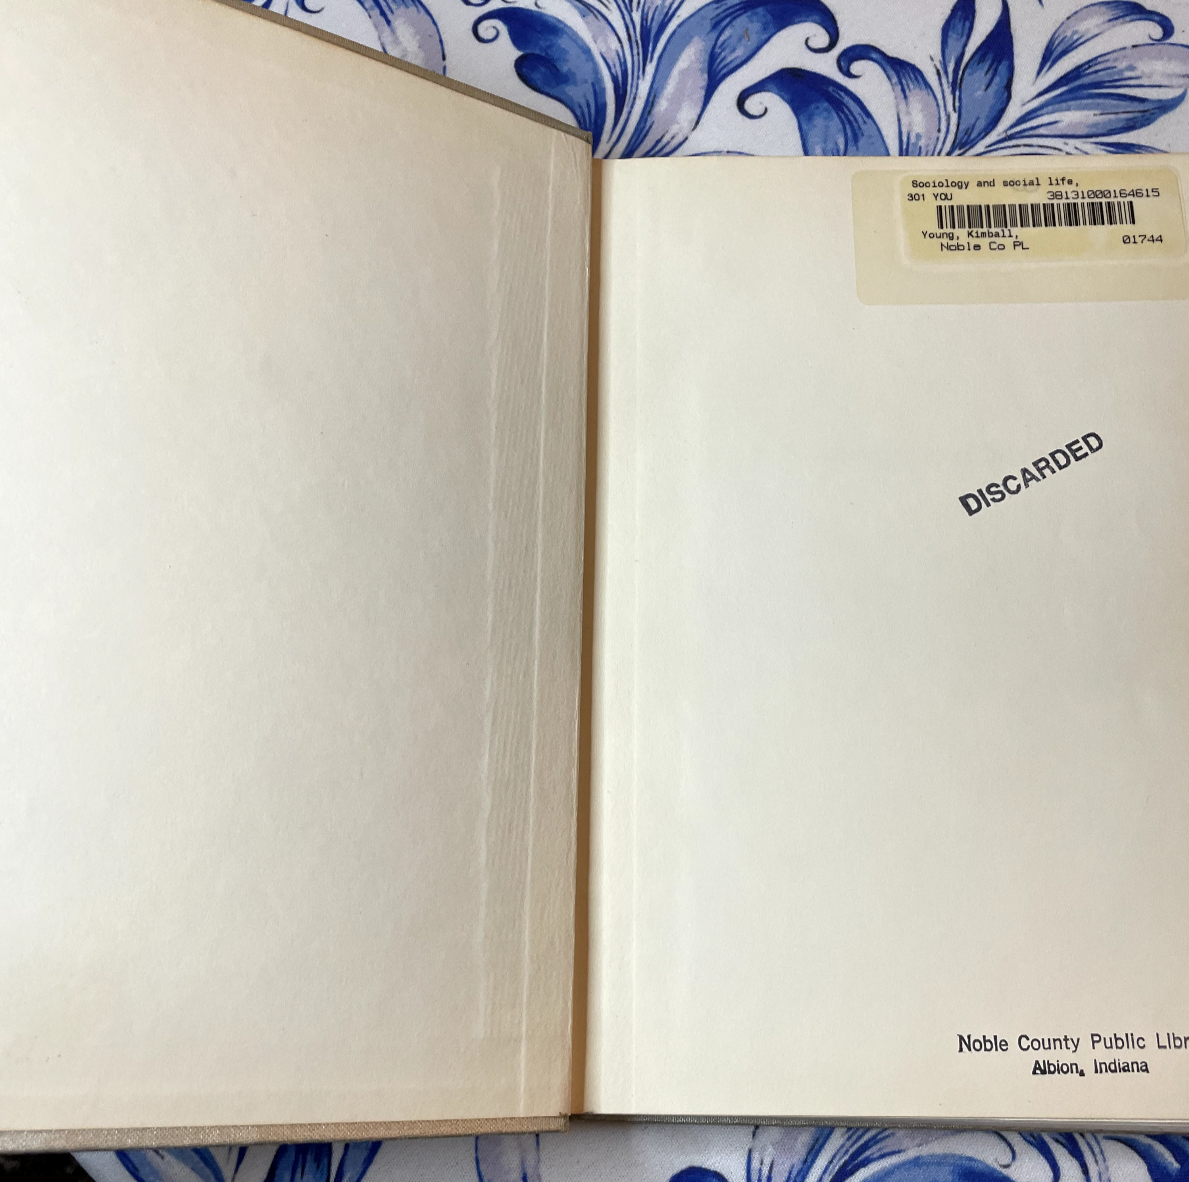 Sociology and social life,
301 YOU 38131000164615
Young, Kimball,
Noble Co PL 01744
DISCARDED
Noble County Public Libr
Albion, Indiana